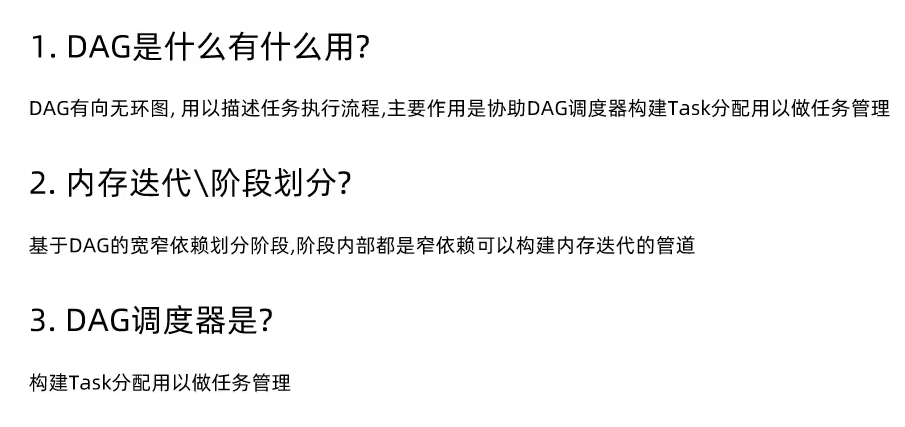 1. DAG是什么有什么用?
DAG有向无环图, 用以描述任务执行流程,主要作用是协助DAG调度器构建Task分配用以做任务管理
2. 内存迭代\阶段划分?
基于DAG的宽窄依赖划分阶段,阶段内部都是窄依赖可以构建内存迭代的管道
3. DAG调度器是?
构建Task分配用以做任务管理